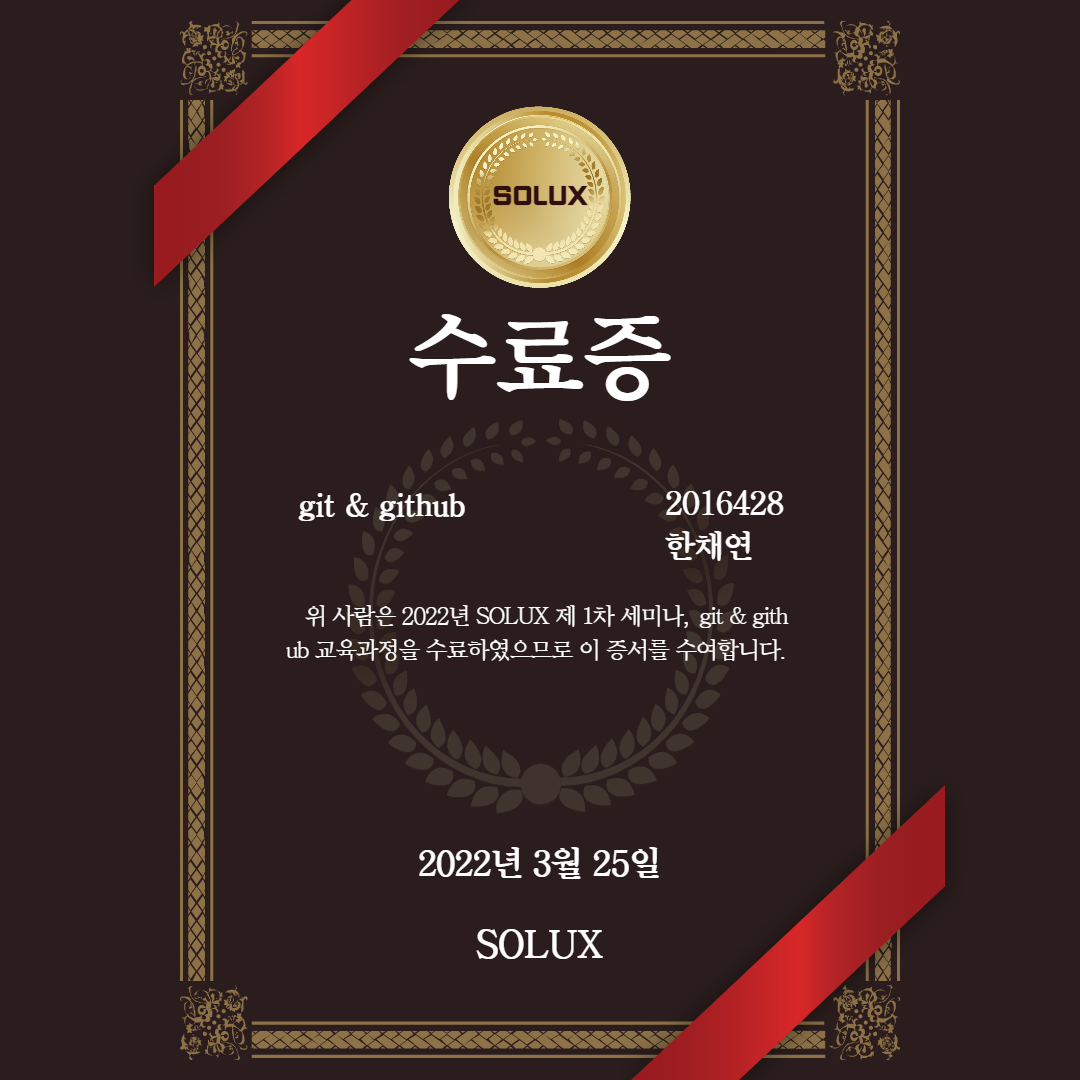 SOLUX
수료증
git & github
2016428
한채연
위 사람은 2022년 SOLUX 제 1차 세미나, git & gith
ub 교육과정을 수료하였으므로 이 증서를 수여합니다.
2022년 3월 25일
SOLUX